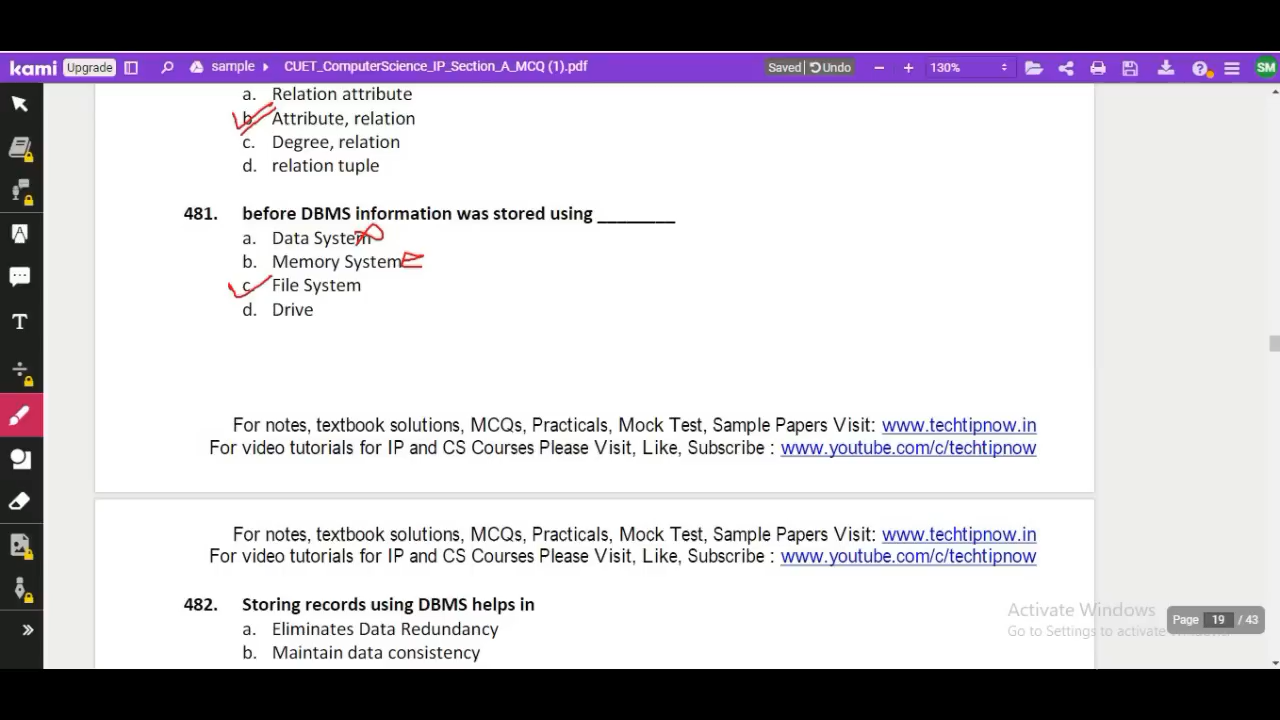 kami Upgrade sample CUET_ComputerScience_IP_Section_A_MCQ (1).pdf Saved Undo 130% SM
a. Relation attribute
b. Attribute, relation
c. Degree, relation
d. relation tuple
481. before DBMS information was stored using ________
a. Data System
b. Memory System
c. File System
d. Drive
For notes, textbook solutions, MCQs, Practicals, Mock Test, Sample Papers Visit: www.techtipnow.in
For video tutorials for IP and CS Courses Please Visit, Like, Subscribe : www.youtube.com/c/techtipnow
For notes, textbook solutions, MCQs, Practicals, Mock Test, Sample Papers Visit: www.techtipnow.in
For video tutorials for IP and CS Courses Please Visit, Like, Subscribe : www.youtube.com/c/techtipnow
482. Storing records using DBMS helps in
a. Eliminates Data Redundancy
b. Maintain data consistency
Activate Windows
Go to Settings to activate Windows.
Page 19 / 43